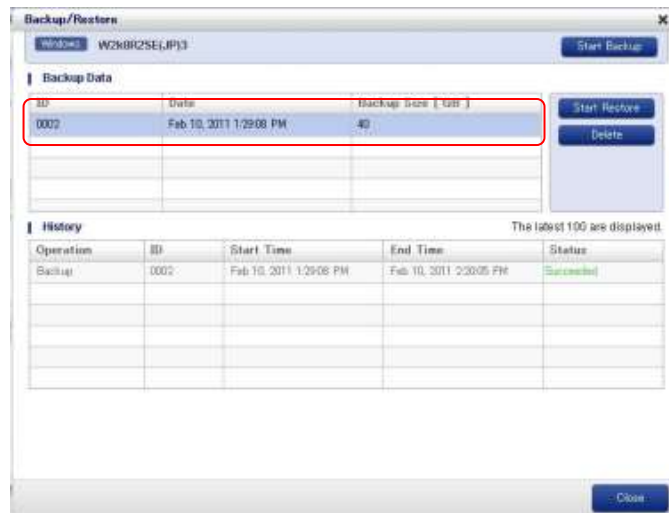 Backup/Restore
Windows W2k8R2SE(JP)3 Start Backup
Backup Data
ID Date Backup Size [ GB ]
0002 Feb 10, 2011 1:29:08 PM 40
Start Restore
Delete
History The latest 100 are displayed.
Operation ID Start Time End Time Status
Backup 0002 Feb 10, 2011 1:29:08 PM Feb 10, 2011 2:20:05 PM Succeeded
Close